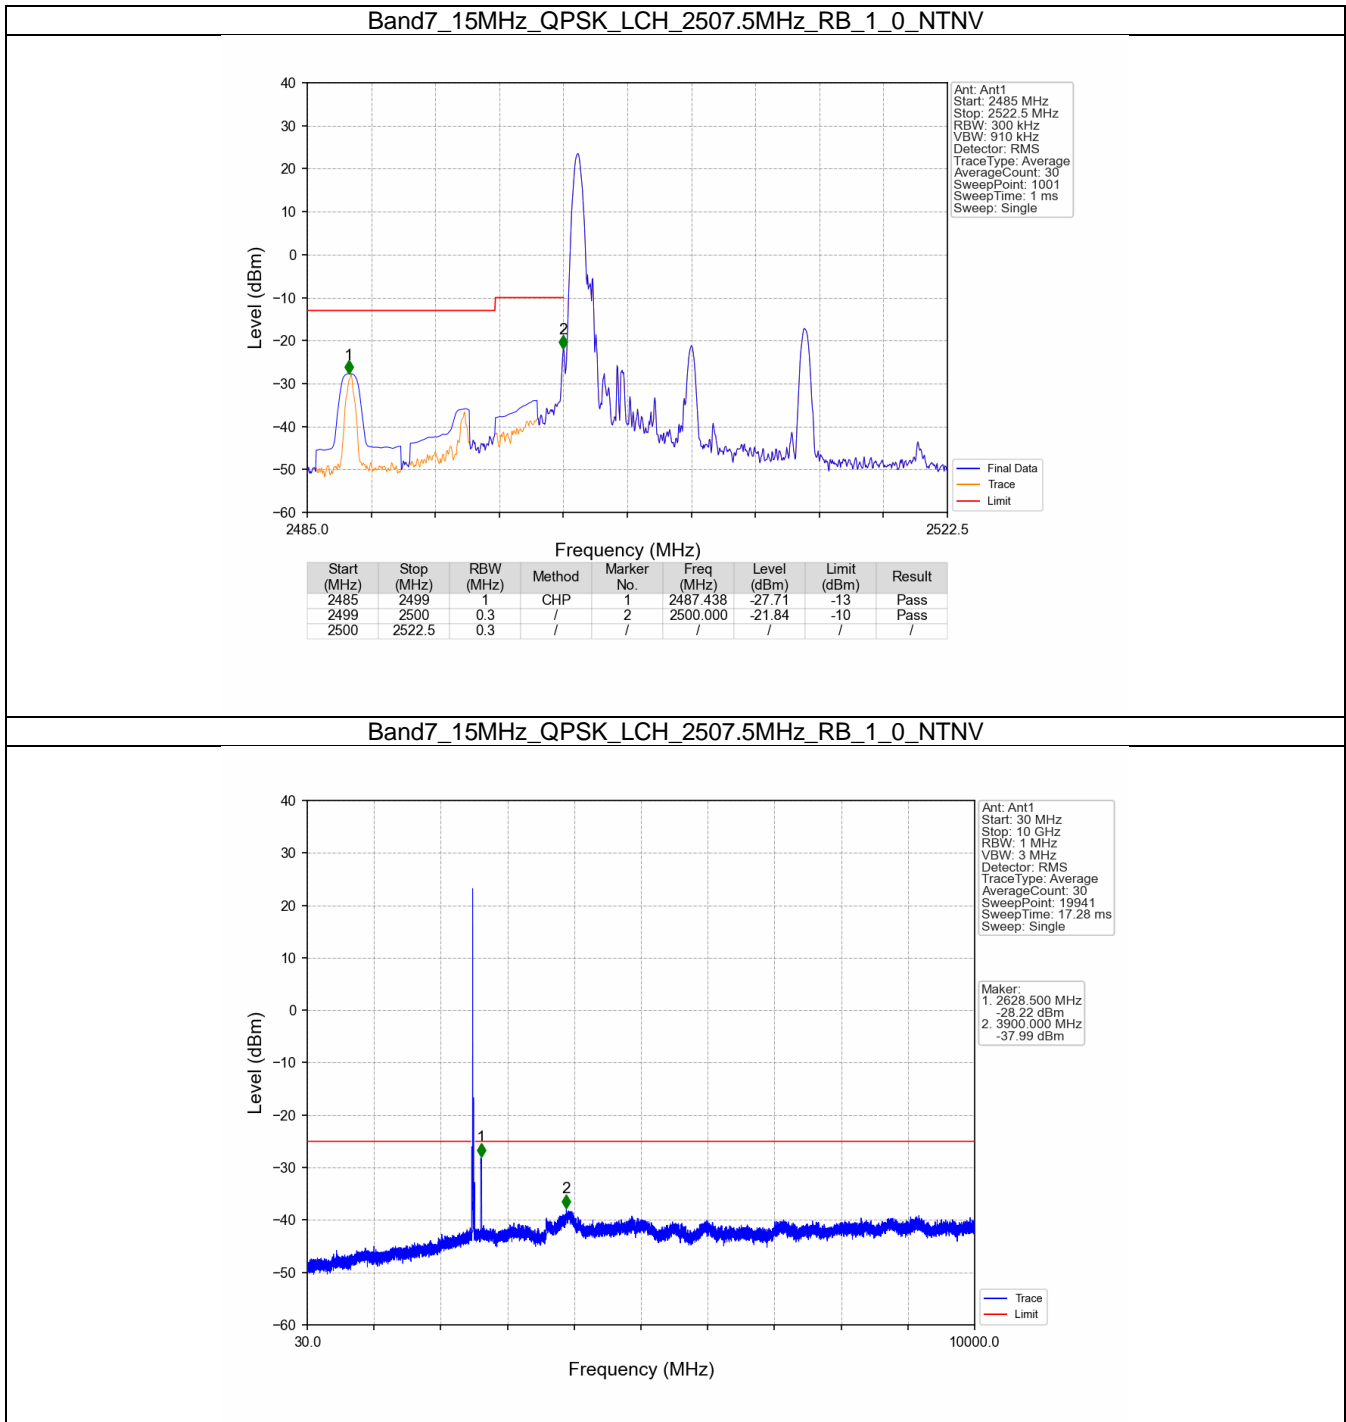 Band7_15MHz_QPSK_LCH_2507.5MHz_RB_1_0_NTNV
Ant: Ant1
Start: 2485 MHz
Stop: 2522.5 MHz
RBW: 300 kHz
VBW: 910 kHz
Detector: RMS
TraceType: Average
AverageCount: 30
SweepPoint: 1001
SweepTime: 1 ms
Sweep: Single
40
30
20
10
0
−10
−20
−30
−40
−50
−60
Level (dBm)
1
2
Final Data
Trace
Limit
2485.0 2522.5
Frequency (MHz)
Start (MHz) Stop (MHz) RBW (MHz) Method Marker No. Freq (MHz) Level (dBm) Limit (dBm) Result
2485 2499 1 CHP 1 2487.438 -27.71 -13 Pass
2499 2500 0.3 / 2 2500.000 -21.84 -10 Pass
2500 2522.5 0.3 / / / / / /
Band7_15MHz_QPSK_LCH_2507.5MHz_RB_1_0_NTNV
Ant: Ant1
Start: 30 MHz
Stop: 10 GHz
RBW: 1 MHz
VBW: 3 MHz
Detector: RMS
TraceType: Average
AverageCount: 30
SweepPoint: 19941
SweepTime: 17.28 ms
Sweep: Single
Maker:
1. 2628.500 MHz
-28.22 dBm
2. 3900.000 MHz
-37.99 dBm
40
30
20
10
0
−10
−20
−30
−40
−50
−60
Level (dBm)
1
2
Trace
Limit
30.0 10000.0
Frequency (MHz)